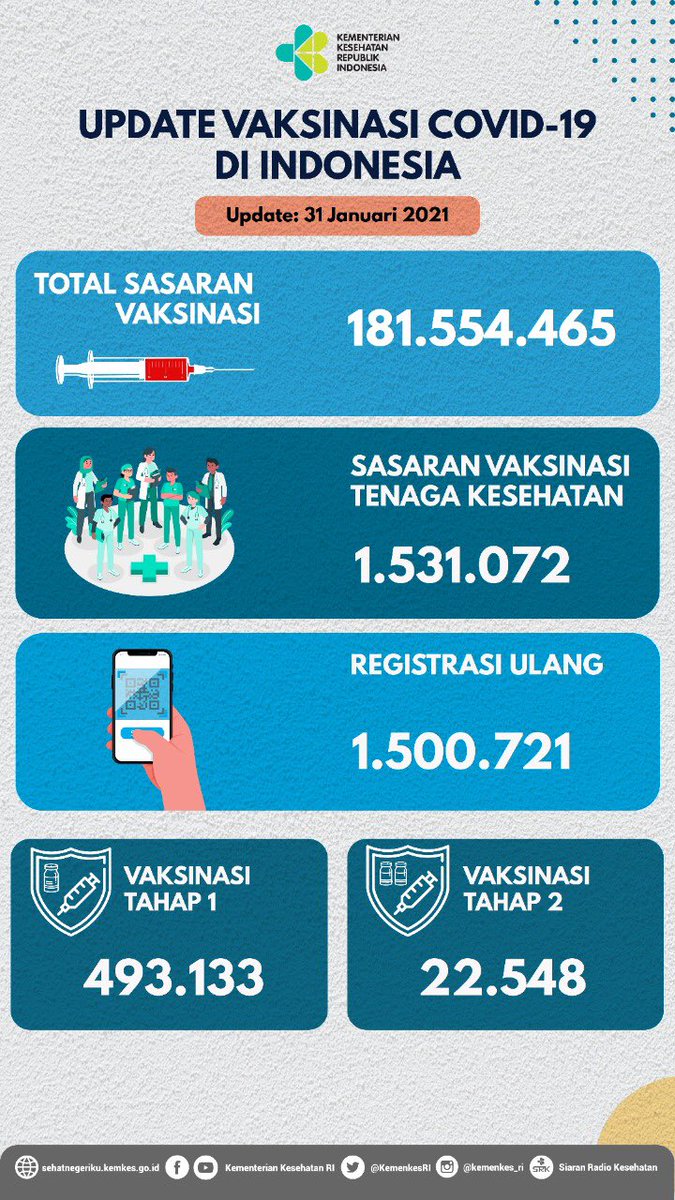 KEMENTERIAN
KESEHATAN
REPUBLIK
INDONESIA
UPDATE VAKSINASI COVID-19
DI INDONESIA
Update: 31 Januari 2021
TOTAL SASARAN
VAKSINASI
181.554.465
SASARAN VAKSINASI
TENAGA KESEHATAN
1.531.072
REGISTRASI ULANG
1.500.721
VAKSINASI
TAHAP 1
493.133
VAKSINASI
TAHAP 2
22.548
sehatnegeriku.kemkes.go.id Kementerian Kesehatan RI @KemenkesRI @kemenkes_ri SRK Siaran Radio Kesehatan